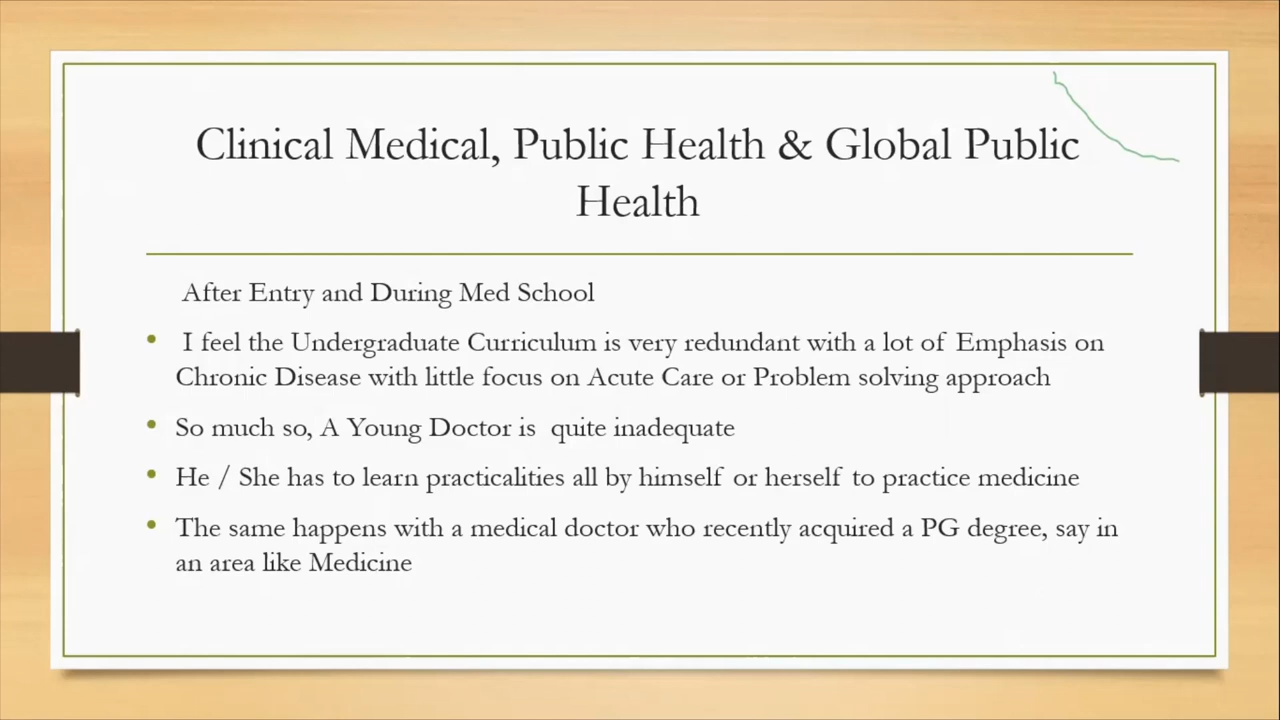 Clinical Medical, Public Health & Global Public
Health
After Entry and During Med School
• I feel the Undergraduate Curriculum is very redundant with a lot of Emphasis on
Chronic Disease with little focus on Acute Care or Problem solving approach
• So much so, A Young Doctor is quite inadequate
• He / She has to learn practicalities all by himself or herself to practice medicine
• The same happens with a medical doctor who recently acquired a PG degree, say in
an area like Medicine